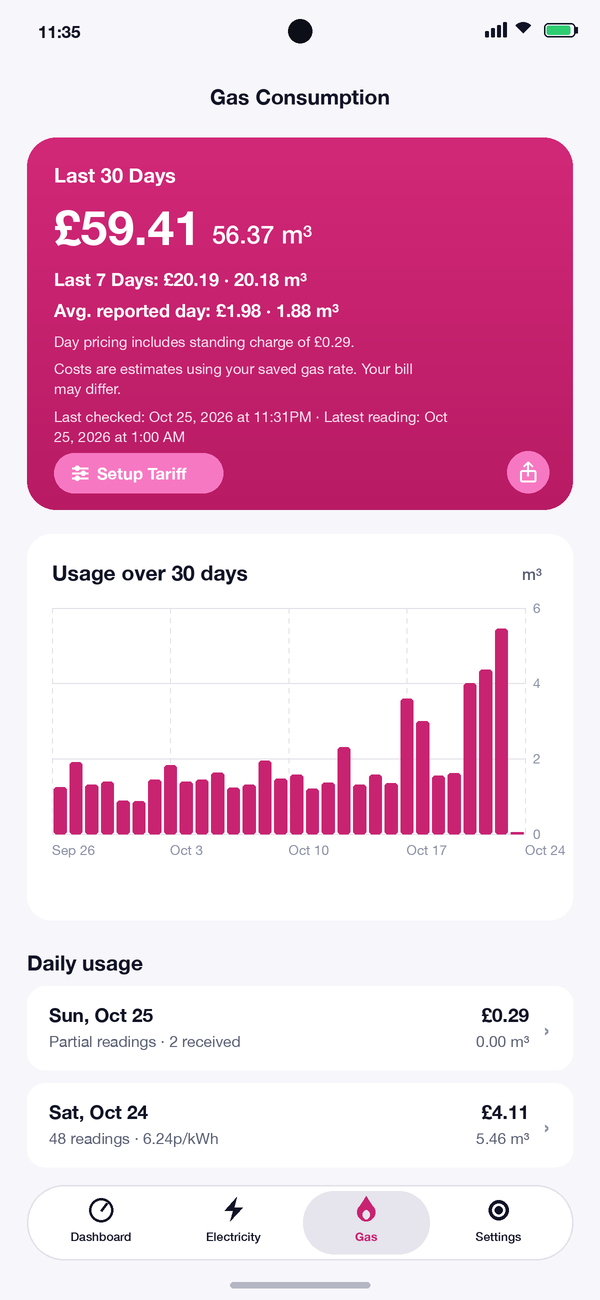 11:35
Gas Consumption
Last 30 Days
£59.41 56.37 m³
Last 7 Days: £20.19 · 20.18 m³
Avg. reported day: £1.98 · 1.88 m³
Day pricing includes standing charge of £0.29.
Costs are estimates using your saved gas rate. Your bill
may differ.
Last checked: Oct 25, 2026 at 11:31PM · Latest reading: Oct
25, 2026 at 1:00 AM
Setup Tariff
Usage over 30 days
m³
6
4
2
0
Sep 26
Oct 3
Oct 10
Oct 17
Oct 24
Daily usage
Sun, Oct 25
£0.29
Partial readings · 2 received
0.00 m³
Sat, Oct 24
£4.11
48 readings · 6.24p/kWh
5.46 m³
Dashboard
Electricity
Gas
Settings